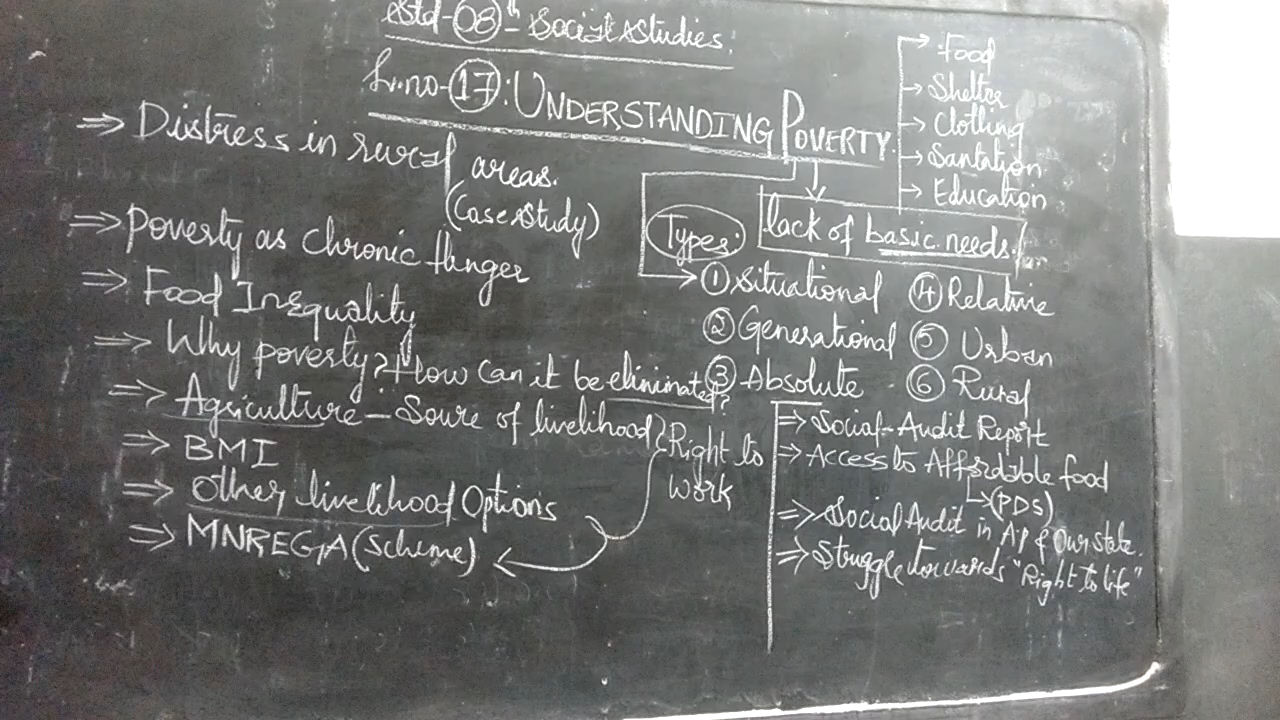 Std-08th Social Studies.
L.no-17: UNDERSTANDING POVERTY.
→ Food
→ Shelter
→ Clothing
→ Santation
→ Education
lack of basic needs
Types:
① Situational
② Generational
③ Absolute
④ Relative
⑤ Urban
⑥ Rural
⇒ Distress in rural areas.
(Case Study)
⇒ Poverty as chronic Hunger
⇒ Food Inequality
⇒ Why poverty? How can it be eliminated?
⇒ Agriculture - Soure of livelihood } Right to
work
⇒ BMI
⇒ Other livelihood Options
⇒ MNREGA (Scheme)
⇒ Social-Audit Report
⇒ Access to Affordable food
↳ (PDS)
⇒ Social Audit in AP & Our state.
⇒ Struggle towards "Right to life"